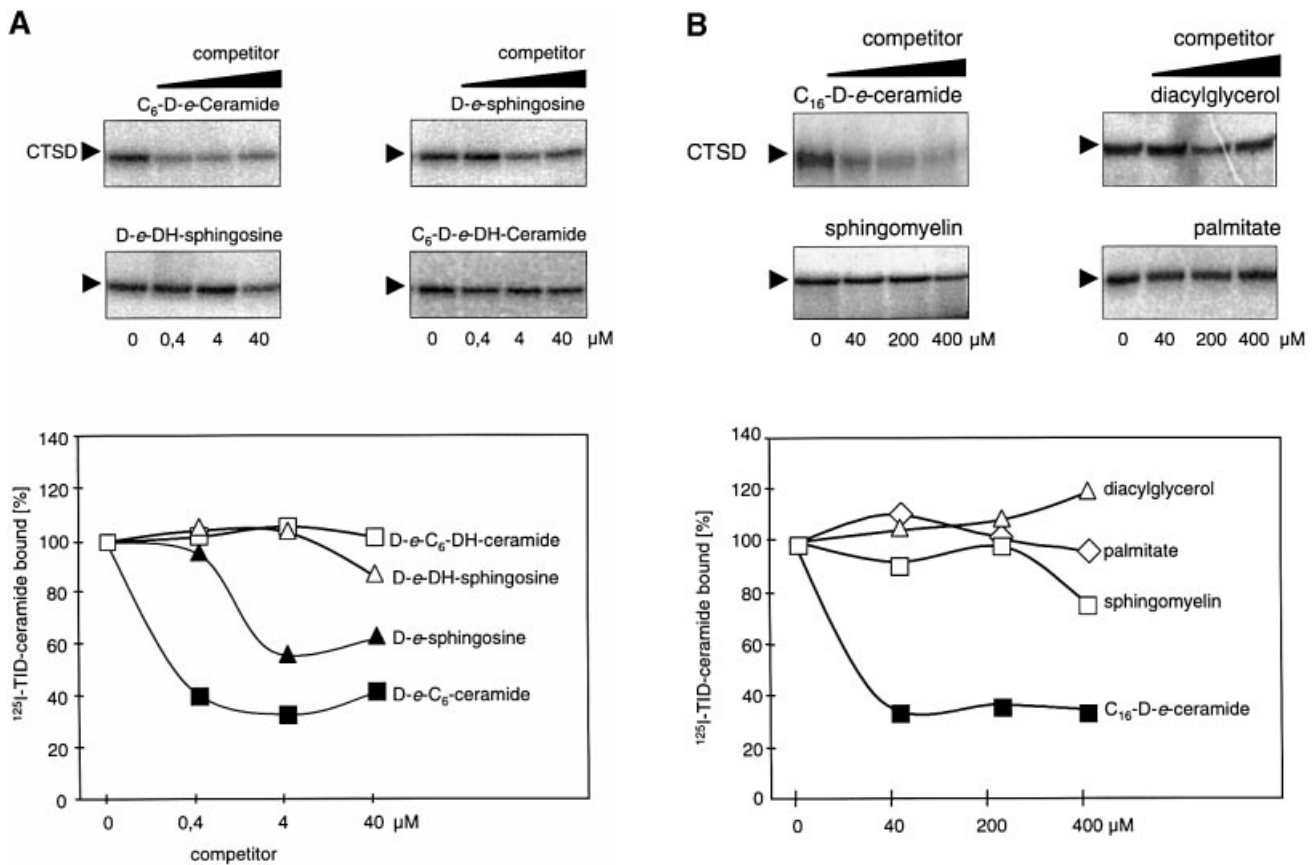 A
competitor
C6-D-e-Ceramide
CTSD
competitor
D-e-sphingosine
D-e-DH-sphingosine
0 0,4 4 40 µM
C6-D-e-DH-Ceramide
0 0,4 4 40 µM
140
120
100
80
60
40
20
0
125I-TID-ceramide bound [%]
D-e-C6-DH-ceramide
D-e-DH-sphingosine
D-e-sphingosine
D-e-C6-ceramide
0 0,4 4 40 µM
competitor
B
competitor
C16-D-e-ceramide
CTSD
competitor
diacylglycerol
sphingomyelin
0 40 200 400 µM
palmitate
0 40 200 400 µM
140
120
100
80
60
40
20
0
125I-TID-ceramide bound [%]
diacylglycerol
palmitate
sphingomyelin
C16-D-e-ceramide
0 40 200 400 µM